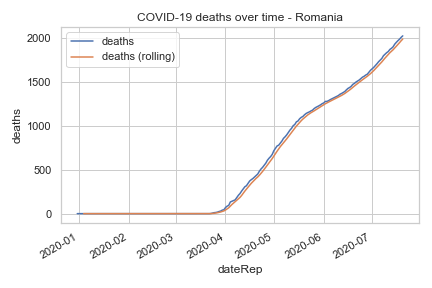 COVID-19 deaths over time - Romania
deaths
deaths (rolling)
2000
1500
1000
500
0
deaths
2020-01
2020-02
2020-03
2020-04
2020-05
2020-06
2020-07
dateRep